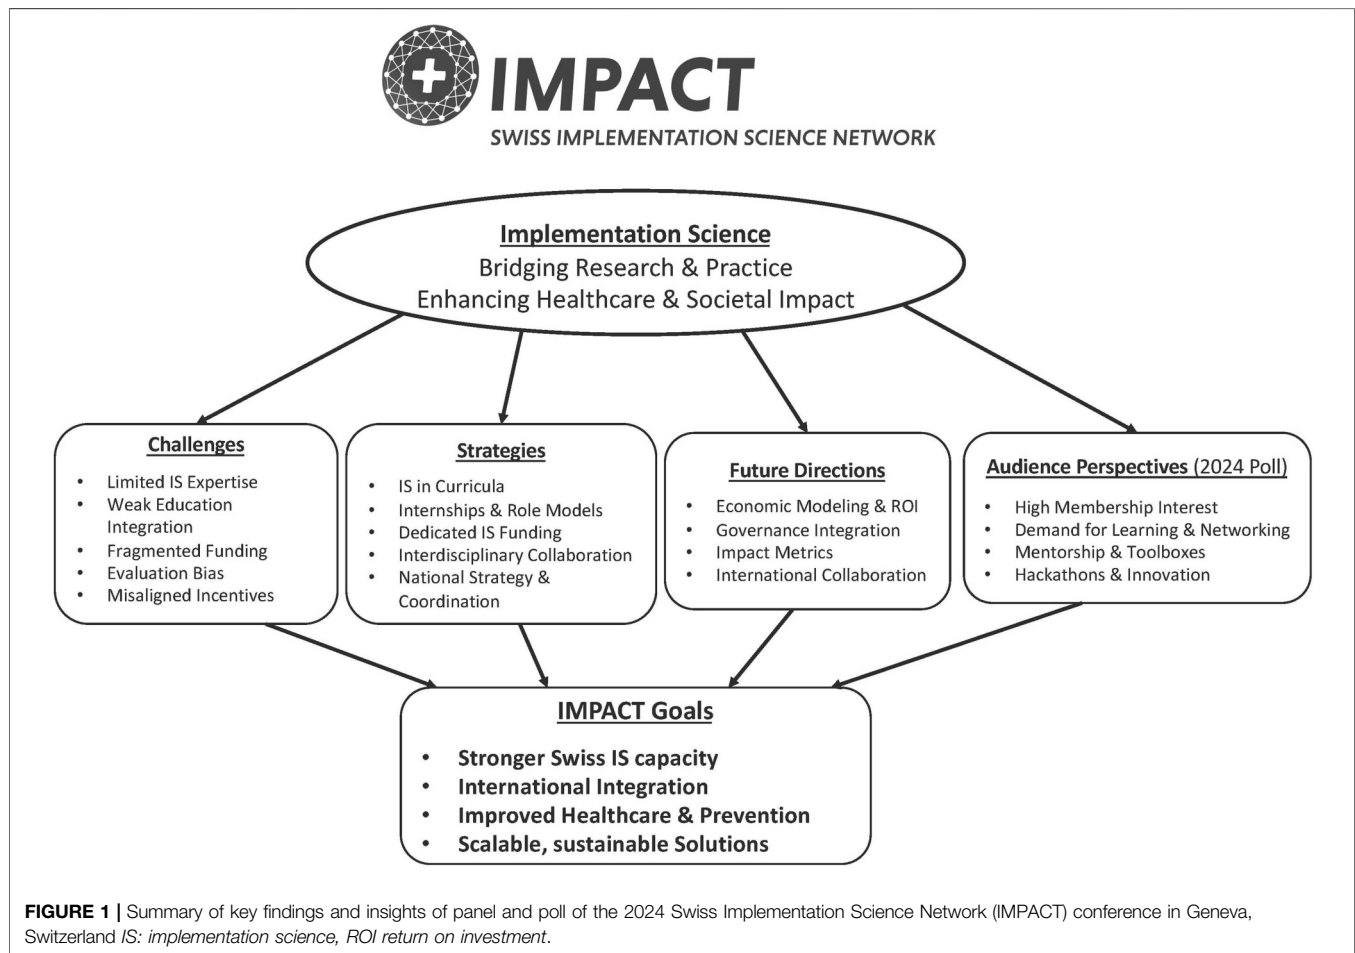 IMPACT
SWISS IMPLEMENTATION SCIENCE NETWORK
Implementation Science
Bridging Research & Practice
Enhancing Healthcare & Societal Impact
Challenges
• Limited IS Expertise
• Weak Education
Integration
• Fragmented Funding
• Evaluation Bias
• Misaligned Incentives
Strategies
• IS in Curricula
• Internships & Role Models
• Dedicated IS Funding
• Interdisciplinary Collaboration
• National Strategy &
Coordination
Future Directions
• Economic Modeling & ROI
• Governance Integration
• Impact Metrics
• International Collaboration
Audience Perspectives (2024 Poll)
• High Membership Interest
• Demand for Learning & Networking
• Mentorship & Toolboxes
• Hackathons & Innovation
IMPACT Goals
• Stronger Swiss IS capacity
• International Integration
• Improved Healthcare & Prevention
• Scalable, sustainable Solutions
FIGURE 1 | Summary of key findings and insights of panel and poll of the 2024 Swiss Implementation Science Network (IMPACT) conference in Geneva,
Switzerland IS: implementation science, ROI return on investment.